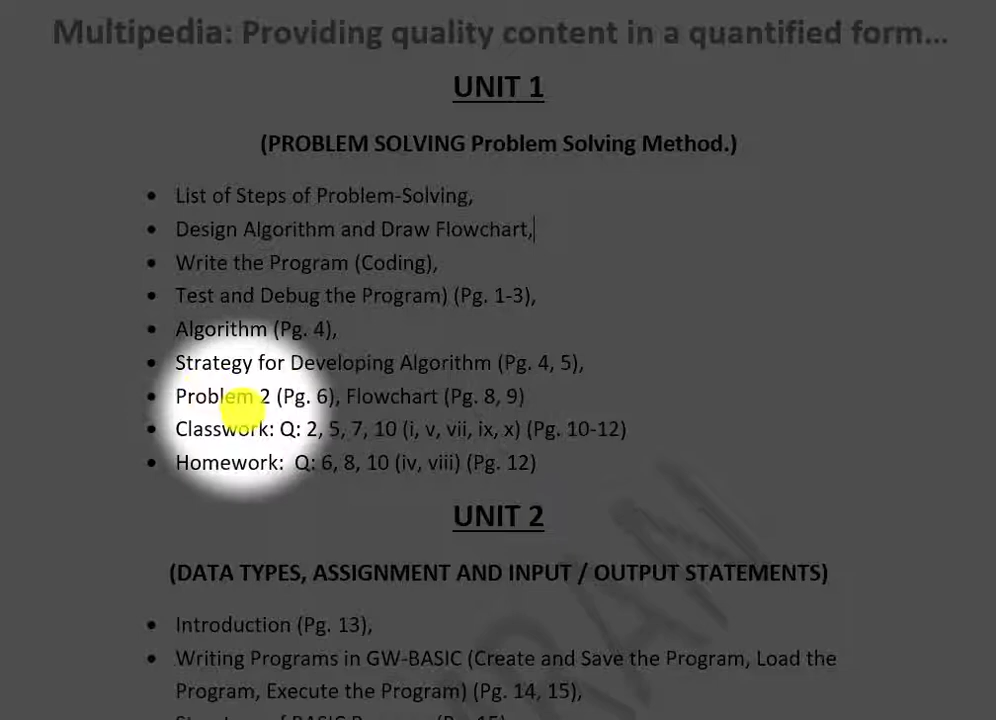 Multipedia: Providing quality content in a quantified form...
UNIT 1
(PROBLEM SOLVING Problem Solving Method.)
• List of Steps of Problem-Solving,
• Design Algorithm and Draw Flowchart,
• Write the Program (Coding),
• Test and Debug the Program) (Pg. 1-3),
• Algorithm (Pg. 4),
• Strategy for Developing Algorithm (Pg. 4, 5),
• Problem 2 (Pg. 6), Flowchart (Pg. 8, 9)
• Classwork: Q: 2, 5, 7, 10 (i, v, vii, ix, x) (Pg. 10-12)
• Homework:  Q: 6, 8, 10 (iv, viii) (Pg. 12)
UNIT 2
(DATA TYPES, ASSIGNMENT AND INPUT / OUTPUT STATEMENTS)
• Introduction (Pg. 13),
• Writing Programs in GW-BASIC (Create and Save the Program, Load the
Program, Execute the Program) (Pg. 14, 15),